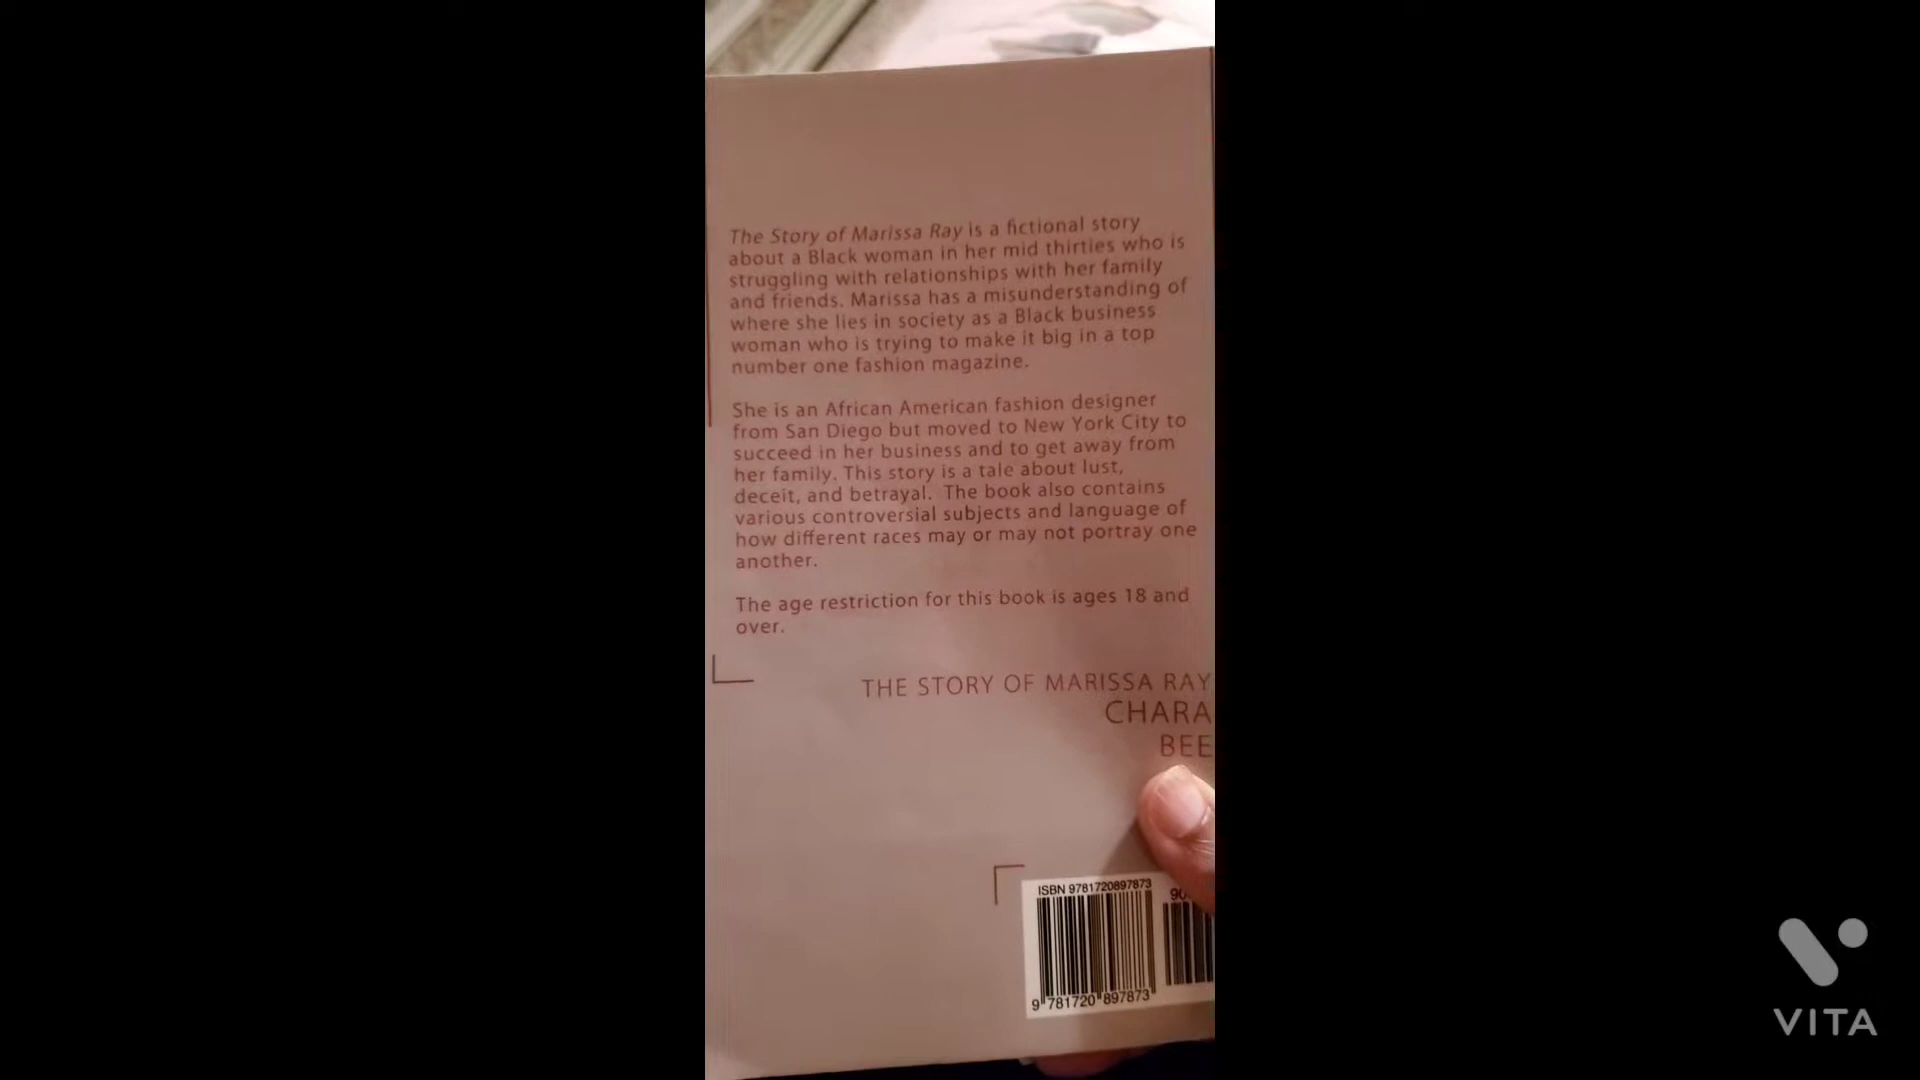 The Story of Marissa Ray is a fictional story
about a Black woman in her mid thirties who is
struggling with relationships with her family
and friends. Marissa has a misunderstanding of
where she lies in society as a Black business
woman who is trying to make it big in a top
number one fashion magazine.
She is an African American fashion designer
from San Diego but moved to New York City to
succeed in her business and to get away from
her family. This story is a tale about lust,
deceit, and betrayal. The book also contains
various controversial subjects and language of
how different races may or may not portray one
another.
The age restriction for this book is ages 18 and
over.
THE STORY OF MARISSA RAY
CHARA
BEE
ISBN 9781720897873
90
9 781720 897873
VITA